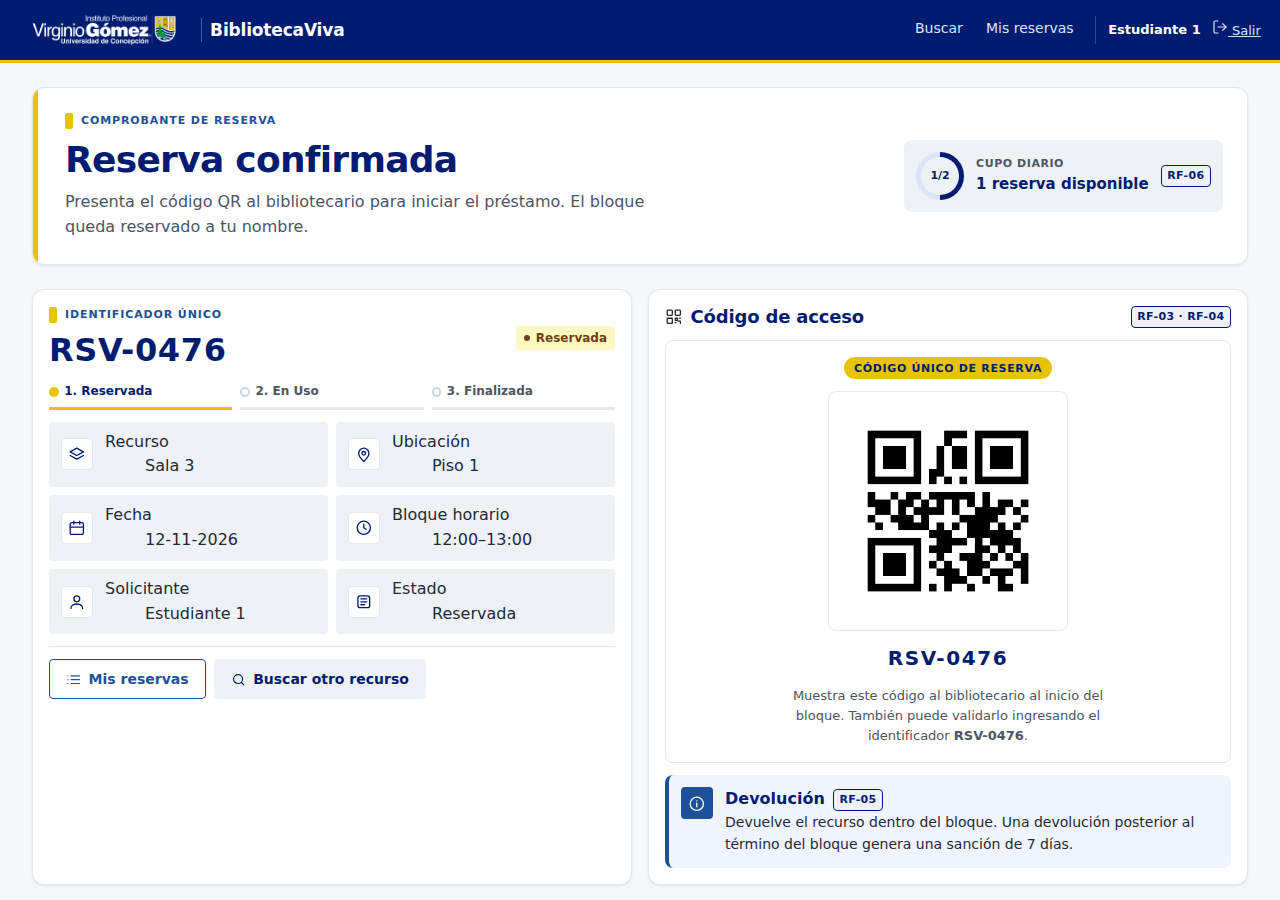 Instituto Profesional
VirginioGómez
Universidad de Concepción
BibliotecaViva
Buscar
Mis reservas
Estudiante 1
Salir
COMPROBANTE DE RESERVA
Reserva confirmada
Presenta el código QR al bibliotecario para iniciar el préstamo. El bloque
queda reservado a tu nombre.
1/2
CUPO DIARIO
1 reserva disponible
RF-06
IDENTIFICADOR ÚNICO
RSV-0476
Reservada
1. Reservada
2. En Uso
3. Finalizada
Recurso
Sala 3
Ubicación
Piso 1
Fecha
12-11-2026
Bloque horario
12:00–13:00
Solicitante
Estudiante 1
Estado
Reservada
Mis reservas
Buscar otro recurso
Código de acceso
RF-03 · RF-04
CÓDIGO ÚNICO DE RESERVA
RSV-0476
Muestra este código al bibliotecario al inicio del
bloque. También puede validarlo ingresando el
identificador RSV-0476.
Devolución
RF-05
Devuelve el recurso dentro del bloque. Una devolución posterior al
término del bloque genera una sanción de 7 días.